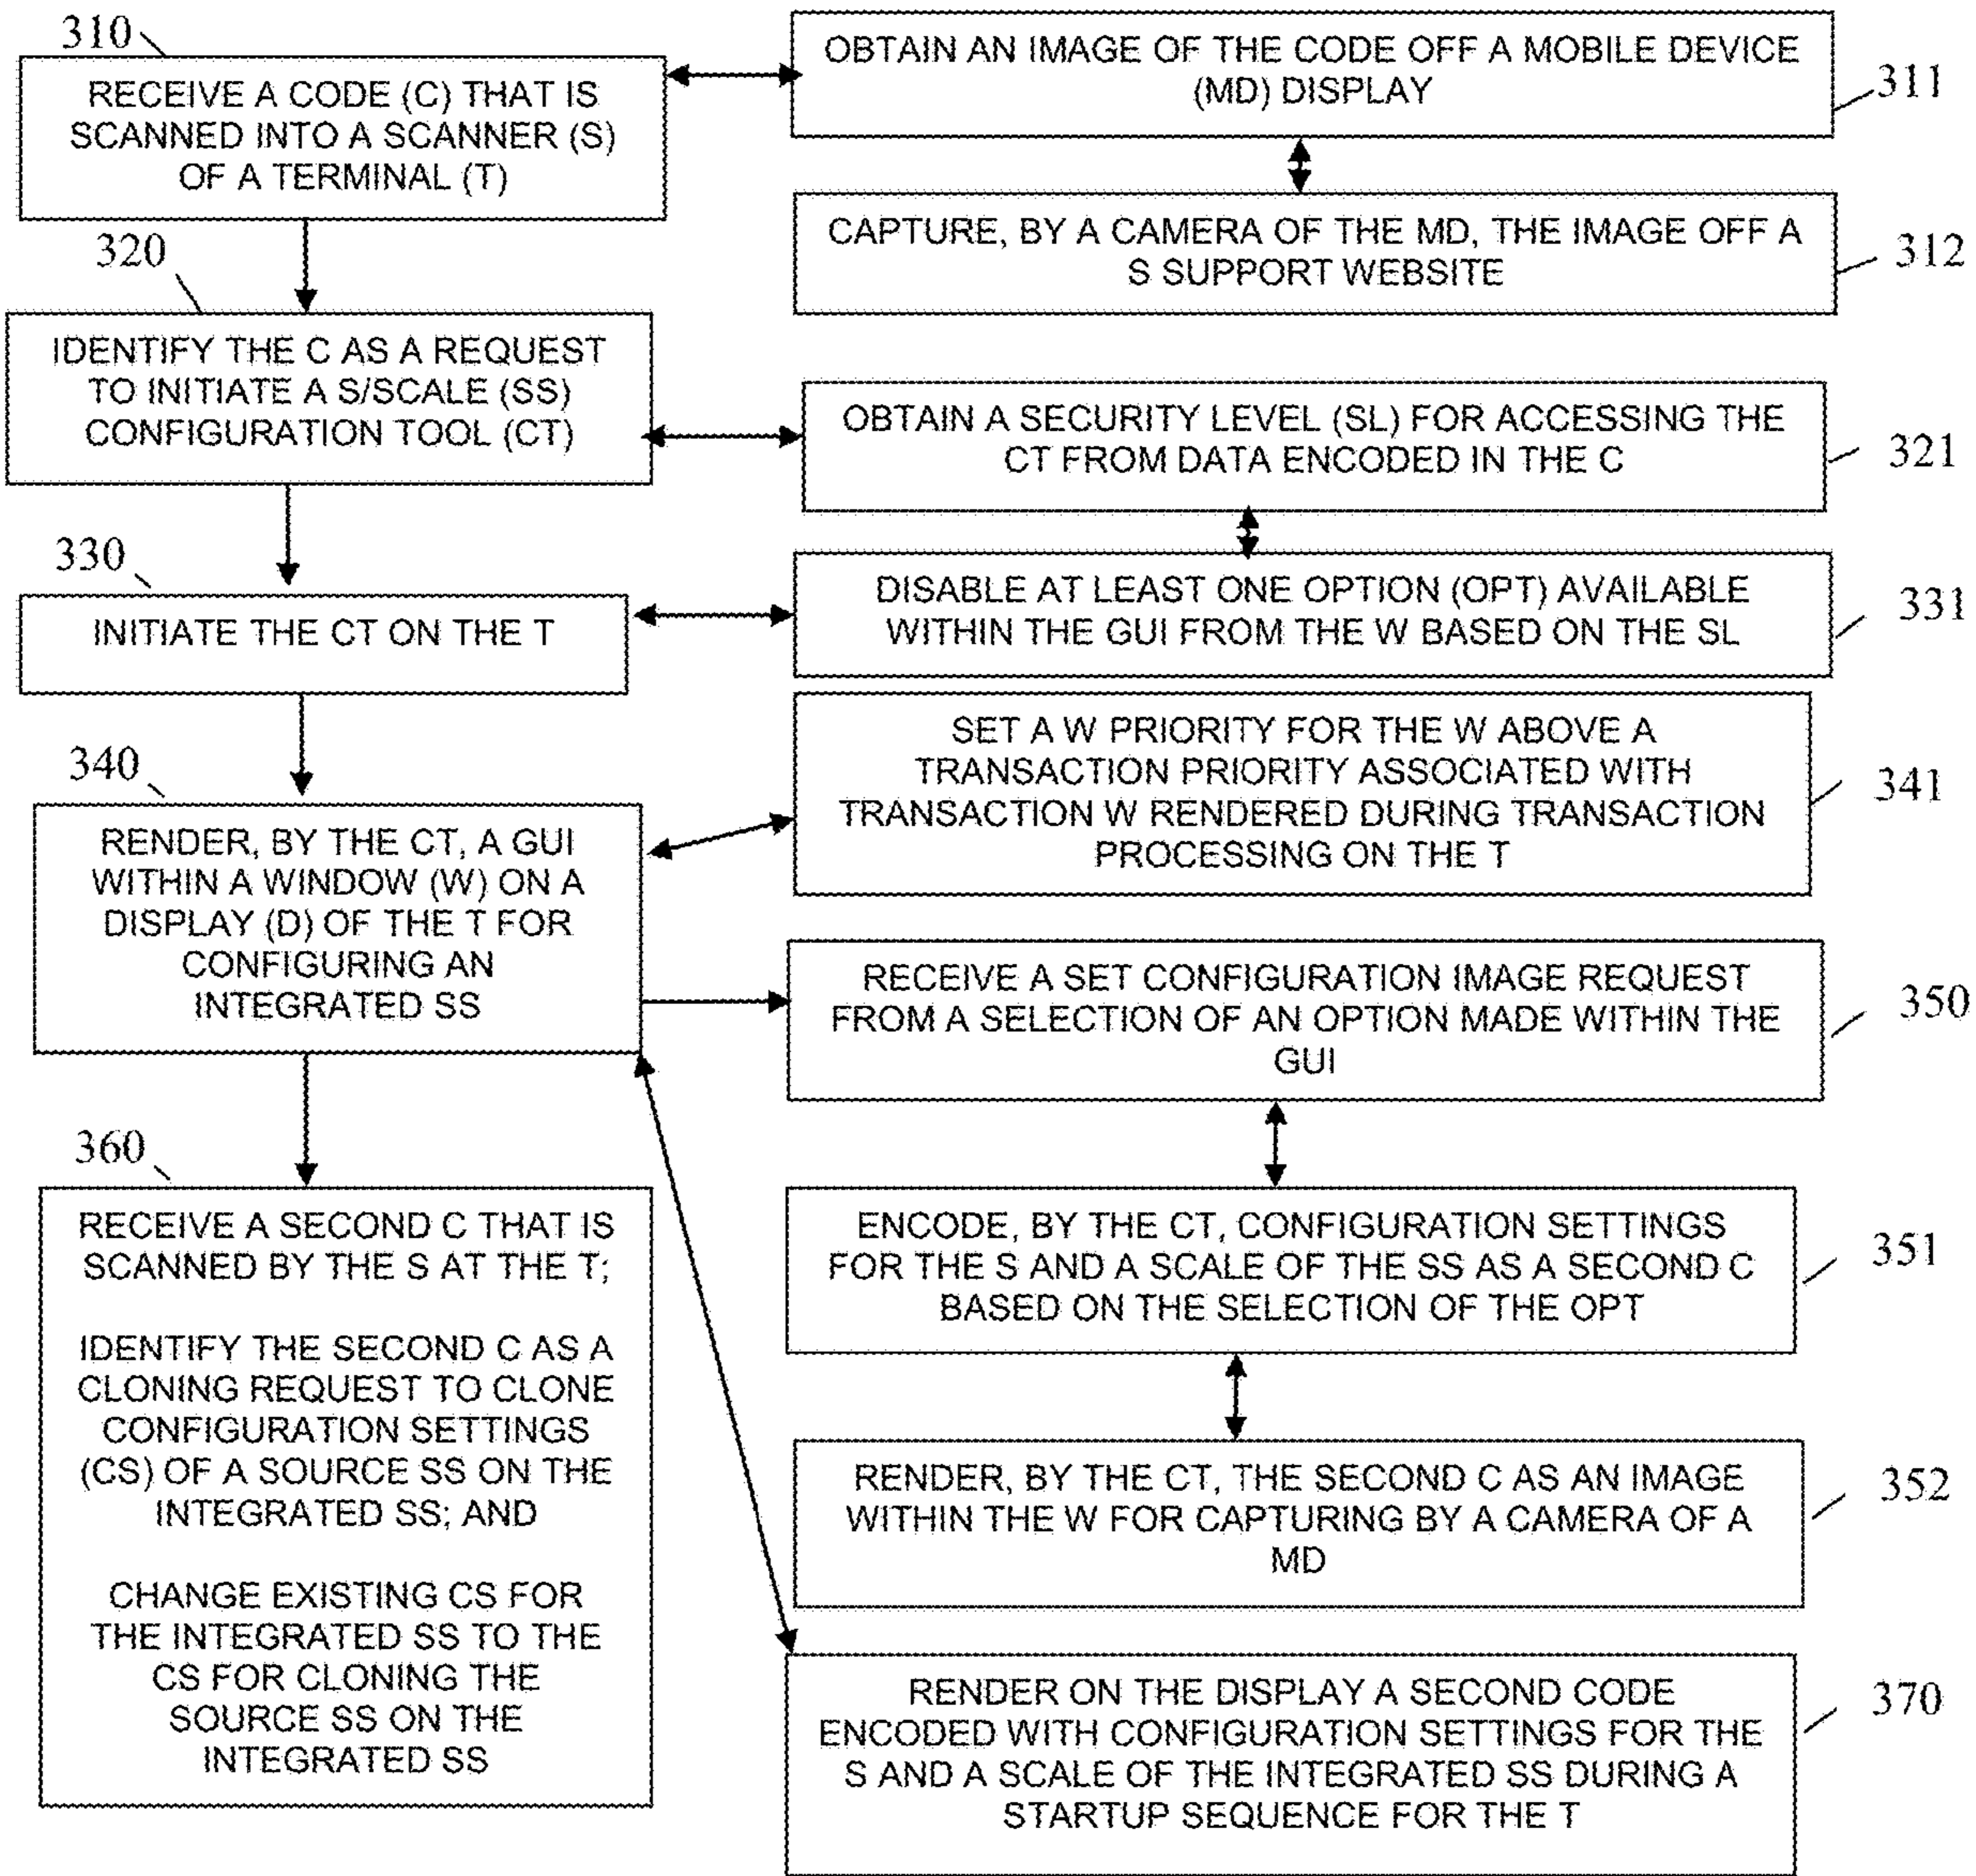 310
RECEIVE A CODE (C) THAT IS
SCANNED INTO A SCANNER (S)
OF A TERMINAL (T)
OBTAIN AN IMAGE OF THE CODE OFF A MOBILE DEVICE
(MD) DISPLAY
311
CAPTURE, BY A CAMERA OF THE MD, THE IMAGE OFF A
S SUPPORT WEBSITE
312
320
IDENTIFY THE C AS A REQUEST
TO INITIATE A S/SCALE (SS)
CONFIGURATION TOOL (CT)
OBTAIN A SECURITY LEVEL (SL) FOR ACCESSING THE
CT FROM DATA ENCODED IN THE C
321
330
INITIATE THE CT ON THE T
DISABLE AT LEAST ONE OPTION (OPT) AVAILABLE
WITHIN THE GUI FROM THE W BASED ON THE SL
331
340
RENDER, BY THE CT, A GUI
WITHIN A WINDOW (W) ON A
DISPLAY (D) OF THE T FOR
CONFIGURING AN
INTEGRATED SS
SET A W PRIORITY FOR THE W ABOVE A
TRANSACTION PRIORITY ASSOCIATED WITH
TRANSACTION W RENDERED DURING TRANSACTION
PROCESSING ON THE T
341
RECEIVE A SET CONFIGURATION IMAGE REQUEST
FROM A SELECTION OF AN OPTION MADE WITHIN THE
GUI
350
ENCODE, BY THE CT, CONFIGURATION SETTINGS
FOR THE S AND A SCALE OF THE SS AS A SECOND C
BASED ON THE SELECTION OF THE OPT
351
RENDER, BY THE CT, THE SECOND C AS AN IMAGE
WITHIN THE W FOR CAPTURING BY A CAMERA OF A
MD
352
360
RECEIVE A SECOND C THAT IS
SCANNED BY THE S AT THE T;
IDENTIFY THE SECOND C AS A
CLONING REQUEST TO CLONE
CONFIGURATION SETTINGS
(CS) OF A SOURCE SS ON THE
INTEGRATED SS; AND
CHANGE EXISTING CS FOR
THE INTEGRATED SS TO THE
CS FOR CLONING THE
SOURCE SS ON THE
INTEGRATED SS
RENDER ON THE DISPLAY A SECOND CODE
ENCODED WITH CONFIGURATION SETTINGS FOR THE
S AND A SCALE OF THE INTEGRATED SS DURING A
STARTUP SEQUENCE FOR THE T
370